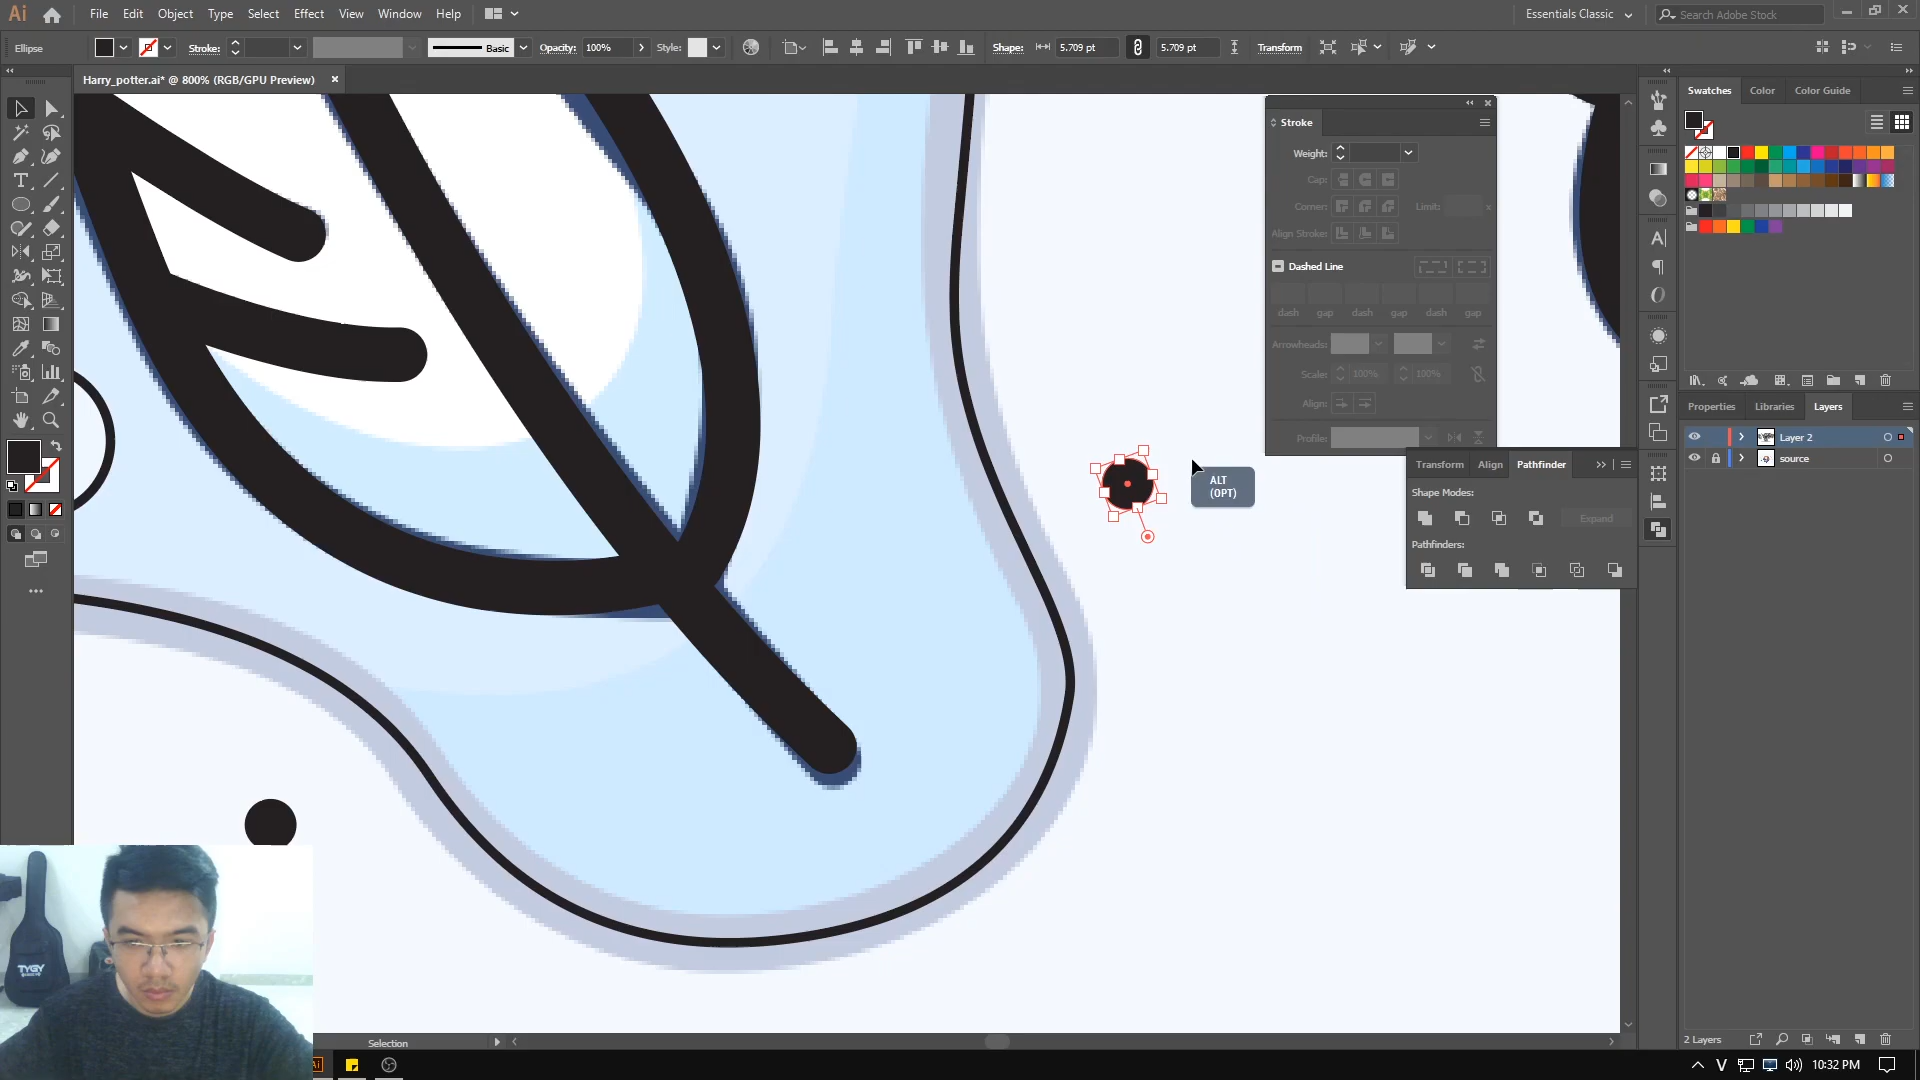 Ai File Edit Object Type Select Effect View Window Help
Essentials Classic
Search Adobe Stock
Ellipse
Stroke:
Basic
Opacity: 100%
Style:
Shape: 5.709 pt 5.709 pt
Transform
Harry_potter.ai* @ 800% (RGB/GPU Preview) ×
Swatches Color Color Guide
Stroke
Weight:
Cap:
Corner: Limit: x
Align Stroke:
Dashed Line
dash gap dash gap dash gap
Arrowheads:
Scale: 100% 100%
Align:
Profile:
Properties Libraries Layers
Layer 2
source
Transform Align Pathfinder
Shape Modes:
Expand
Pathfinders:
ALT
(OPT)
TYGY
Selection
2 Layers
Ai
V
10:32 PM